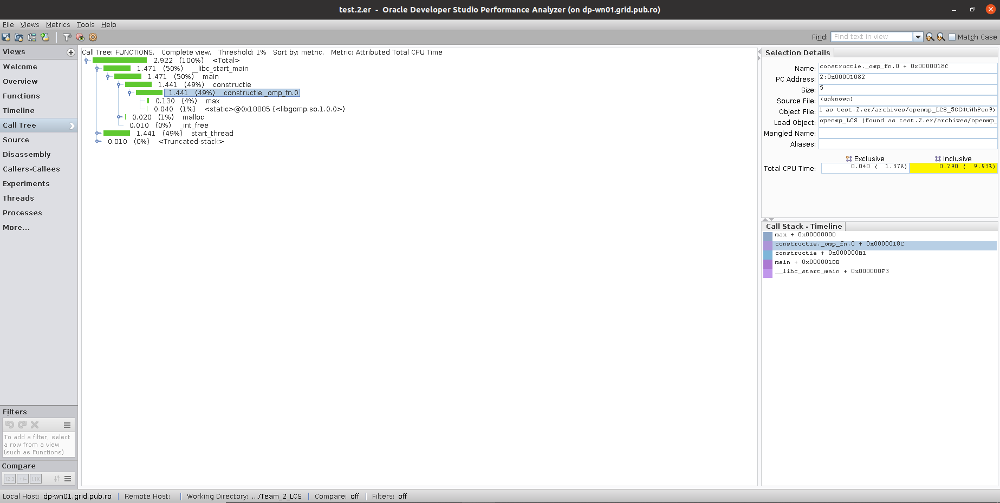 test.2.er - Oracle Developer Studio Performance Analyzer (on dp-wn01.grid.pub.ro)
File Views Metrics Tools Help
Find: Find text in view Match Case
Views
Welcome
Overview
Functions
Timeline
Call Tree
Source
Disassembly
Callers-Callees
Experiments
Threads
Processes
More...
Filters
To add a filter, select
a row from a view
(such as Functions)
Compare
12.3 +/- 1.1X
Call Tree: FUNCTIONS. Complete view. Threshold: 1% Sort by: metric. Metric: Attributed Total CPU Time
2.922 (100%) <Total>
1.471 (50%) __libc_start_main
1.471 (50%) main
1.441 (49%) constructie
1.441 (49%) constructie._omp_fn.0
0.130 (4%) max
0.040 (1%) <static>@0x18885 (<libgomp.so.1.0.0>)
0.020 (1%) malloc
0.010 (0%) _int_free
1.441 (49%) start_thread
0.010 (0%) <Truncated-stack>
Selection Details
Name: constructie._omp_fn.0 + 0x0000018C
PC Address: 2:0x00001082
Size: 5
Source File: (unknown)
Object File: d as test.2.er/archives/openmp_LCS_5OG4tWhPen9)
Load Object: openmp_LCS (found as test.2.er/archives/openmp_
Mangled Name:
Aliases:
Exclusive Inclusive
Total CPU Time: 0.040 ( 1.37%) 0.290 ( 9.93%)
Call Stack - Timeline
max + 0x0000000D
constructie._omp_fn.0 + 0x0000018C
constructie + 0x000000B1
main + 0x000001DB
__libc_start_main + 0x000000F3
Local Host: dp-wn01.grid.pub.ro Remote Host: Working Directory: .../Team_2_LCS Compare: off Filters: off